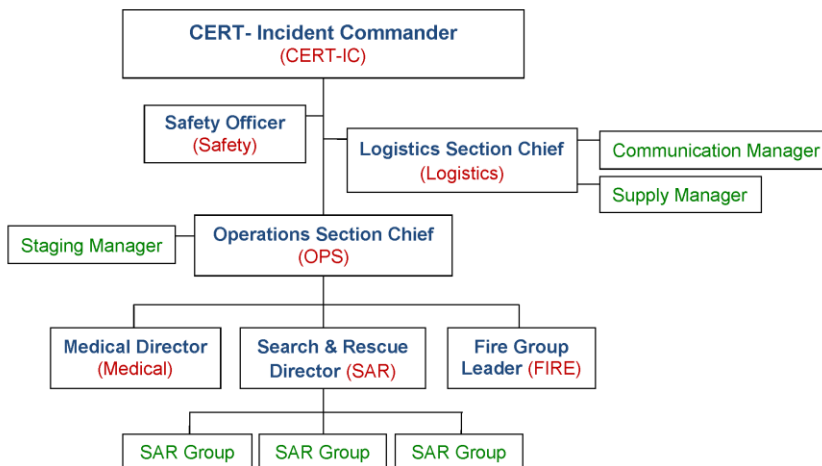 CERT- Incident Commander
(CERT-IC)
Safety Officer
(Safety)
Logistics Section Chief
(Logistics)
Communication Manager
Supply Manager
Staging Manager
Operations Section Chief
(OPS)
Medical Director
(Medical)
Search & Rescue
Director (SAR)
Fire Group
Leader (FIRE)
SAR Group
SAR Group
SAR Group